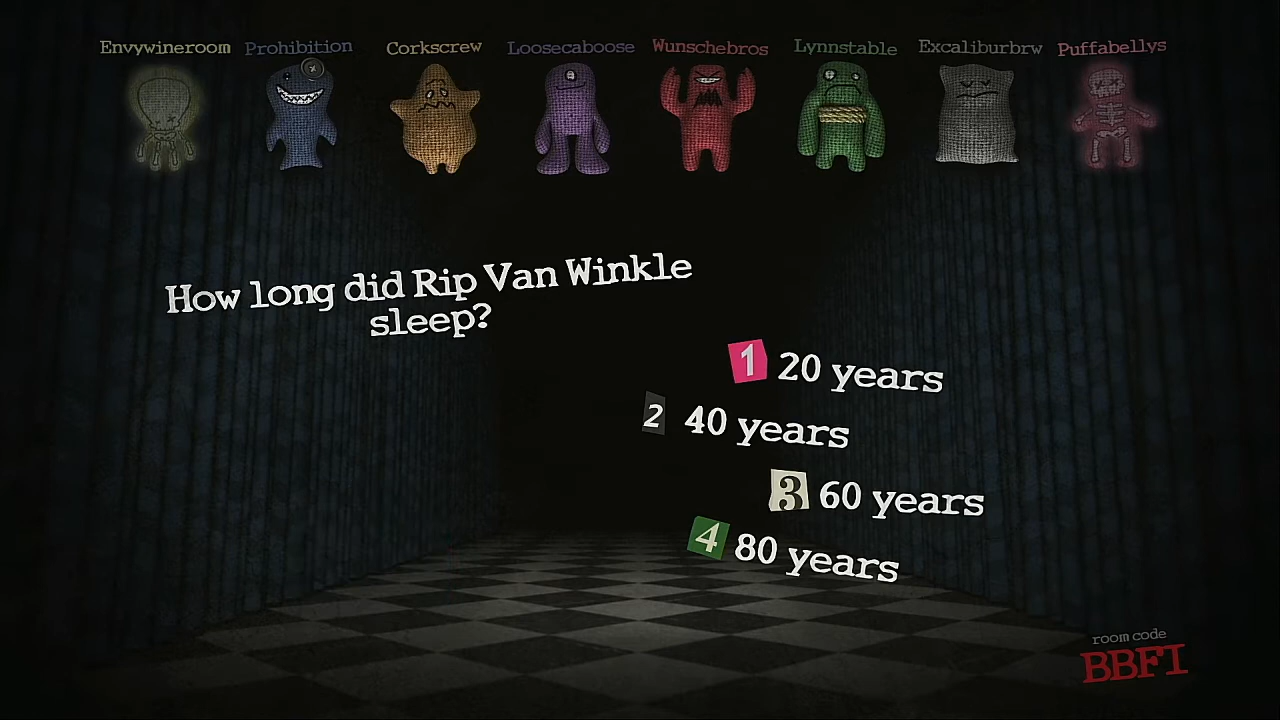 Envywineroom Prohibition Corkscrew Loosecaboose Wunschebros Lynnstable Excaliburbrw Puffabellys
How long did Rip Van Winkle
sleep?
1 20 years
2 40 years
3 60 years
4 80 years
room code
BBFI